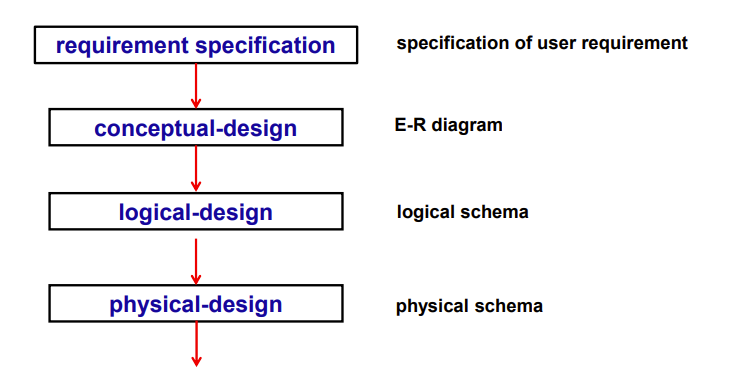 requirement specification
specification of user requirement
conceptual-design
E-R diagram
logical-design
logical schema
physical-design
physical schema